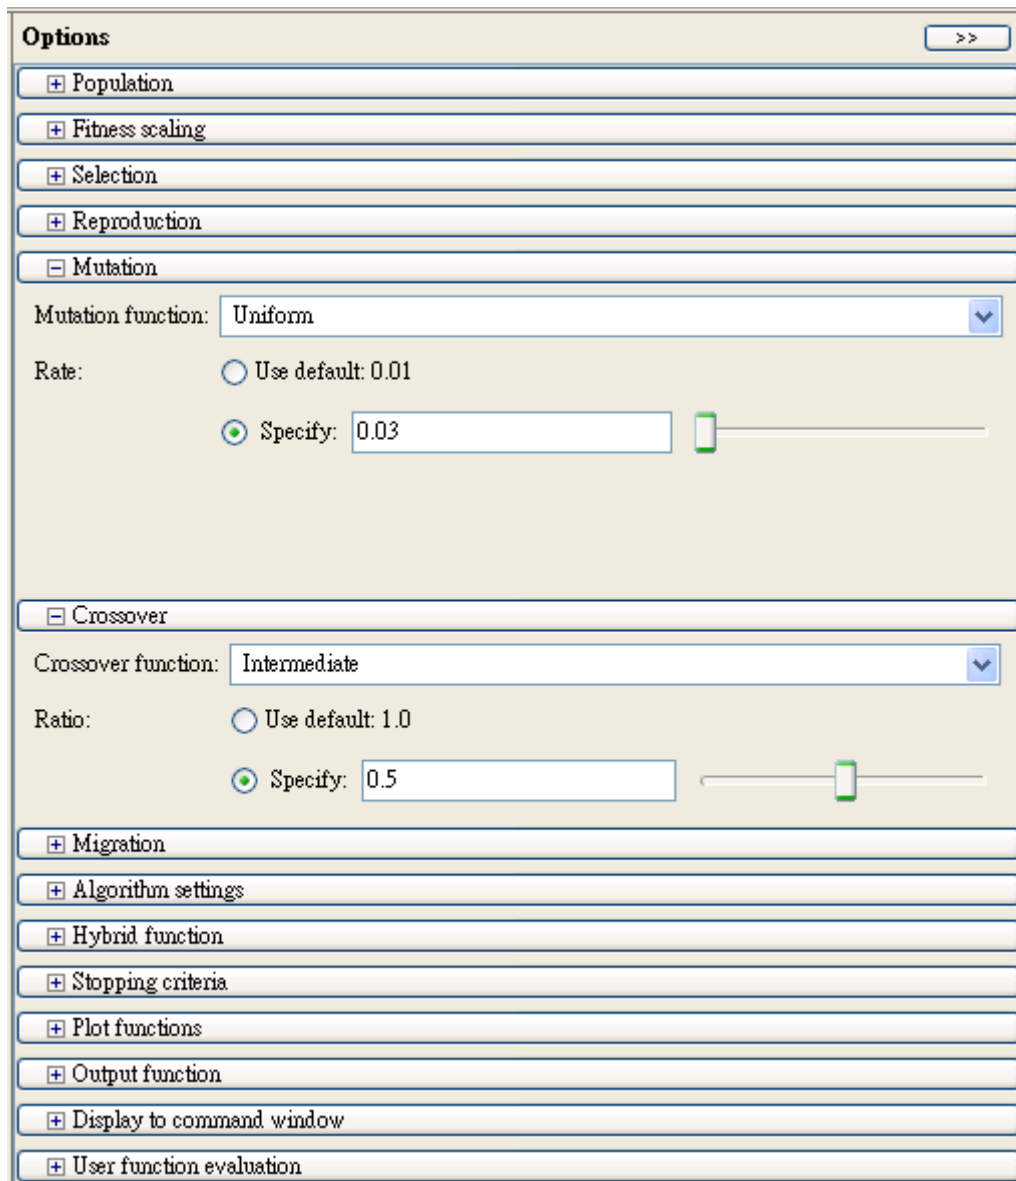 Options >>
Population
Fitness scaling
Selection
Reproduction
Mutation
Mutation function: Uniform
Rate: Use default: 0.01
Specify: 0.03
Crossover
Crossover function: Intermediate
Ratio: Use default: 1.0
Specify: 0.5
Migration
Algorithm settings
Hybrid function
Stopping criteria
Plot functions
Output function
Display to command window
User function evaluation